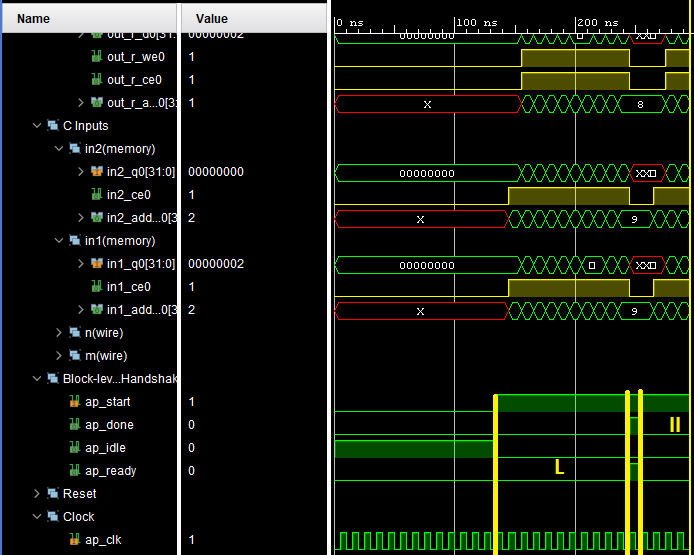 Name Value 0 ns 100 ns 200 ns
out_r_d0[31: 00000002 00000000 XX
out_r_we0 1
out_r_ce0 1
out_r_a...0[3: 1 X 8
C Inputs
in2(memory)
in2_q0[31:0] 00000000 00000000 XX
in2_ce0 1
in2_add...0[3 2 X 9
in1(memory)
in1_q0[31:0] 00000002 00000000 XX
in1_ce0 1
in1_add...0[3 2 X 9
n(wire)
m(wire)
Block-lev...Handshak
ap_start 1
ap_done 0 II
ap_idle 0
ap_ready 0 L
Reset
Clock
ap_clk 1